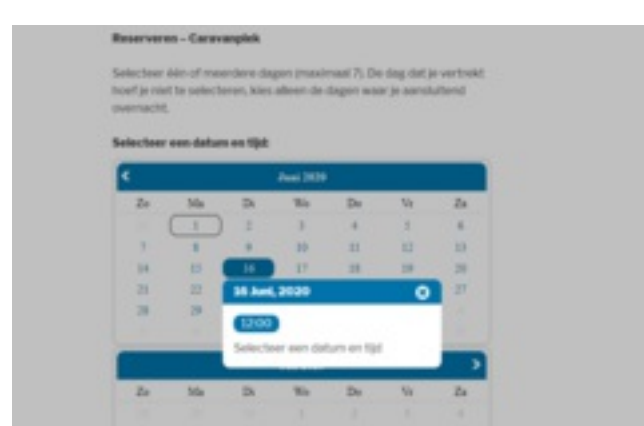 Reserveren – Caravanplek
Selecteer één of meerdere dagen (maximaal 7). De dag dat je vertrekt
hoef je niet te selecteren, kies alleen de dagen waar je aansluitend
overnacht.
Selecteer een datum en tijd:
Juni 2020
Zo Ma Di Wo Do Vr Za
1 2 3 4 5 6
7 8 9 10 11 12 13
14 15 16 17 18 19 20
21 22 27
28 29
16 Juni, 2020
12:00
Selecteer een datum en tijd
Zo Ma Di Wo Do Vr Za
1 2 3 4